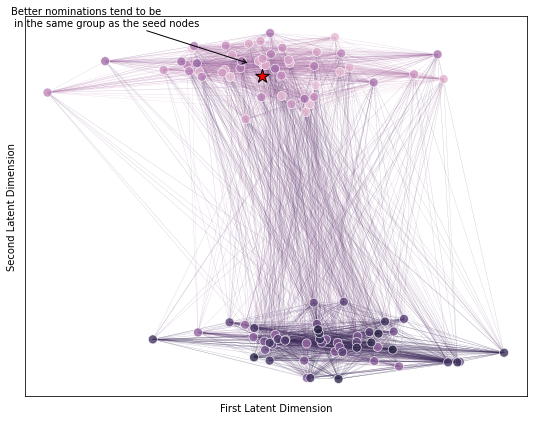 Better nominations tend to be
in the same group as the seed nodes
Second Latent Dimension
First Latent Dimension